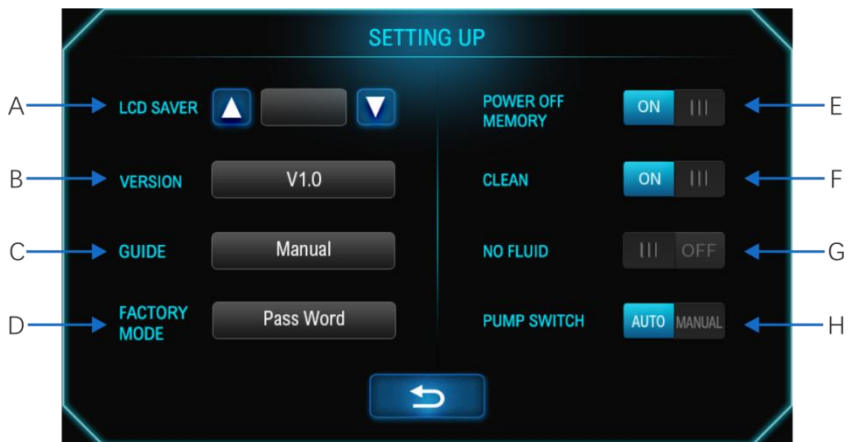 SETTING UP
A
LCD SAVER
B
VERSION
V1.0
C
GUIDE
Manual
D
FACTORY
MODE
Pass Word
POWER OFF
MEMORY
ON
E
CLEAN
ON
F
NO FLUID
OFF
G
PUMP SWITCH
AUTO MANUAL
H